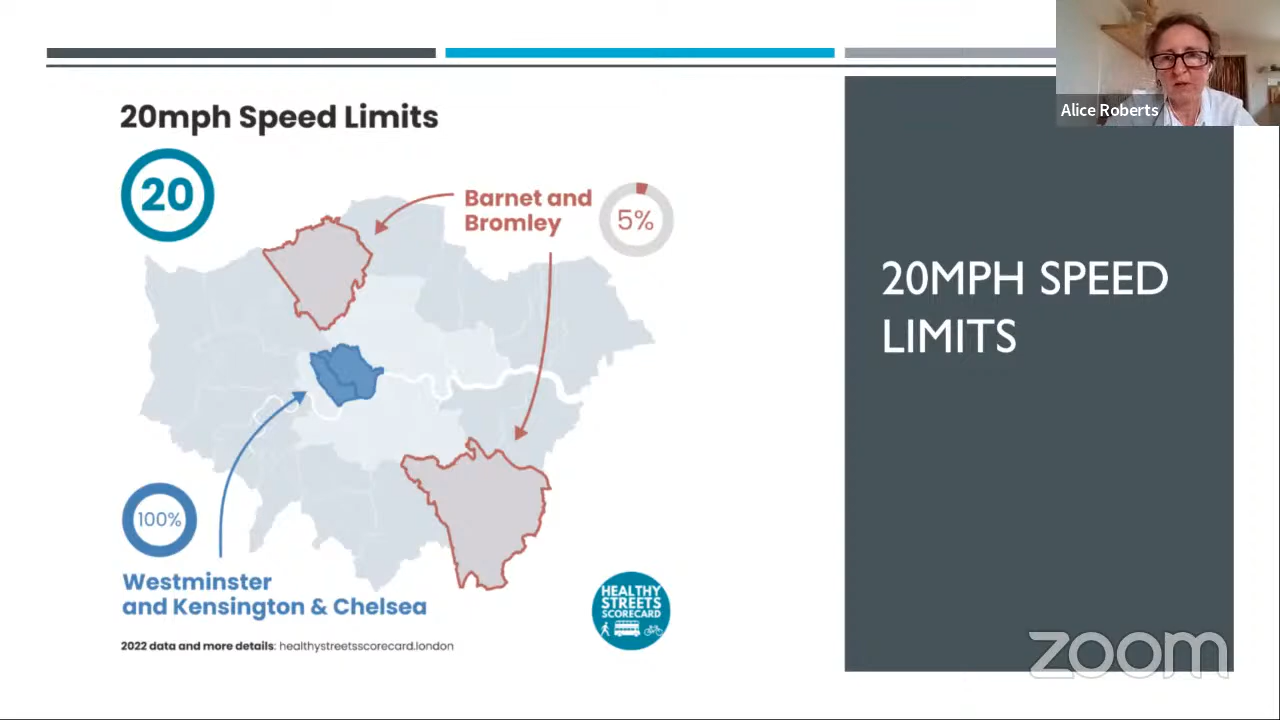 20mph Speed Limits
20
Barnet and
Bromley
5%
100%
Westminster
and Kensington & Chelsea
HEALTHY
STREETS
SCORECARD
2022 data and more details: healthystreetsscorecard.london
20MPH SPEED
LIMITS
Alice Roberts
zoom